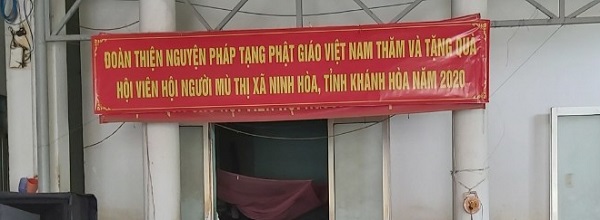 ĐOÀN THIỆN NGUYỆN PHÁP TẠNG PHẬT GIÁO VIỆT NAM THĂM VÀ TẶNG QUÀ
HỘI VIÊN HỘI NGƯỜI MÙ THỊ XÃ NINH HÒA, TỈNH KHÁNH HÒA NĂM 2020